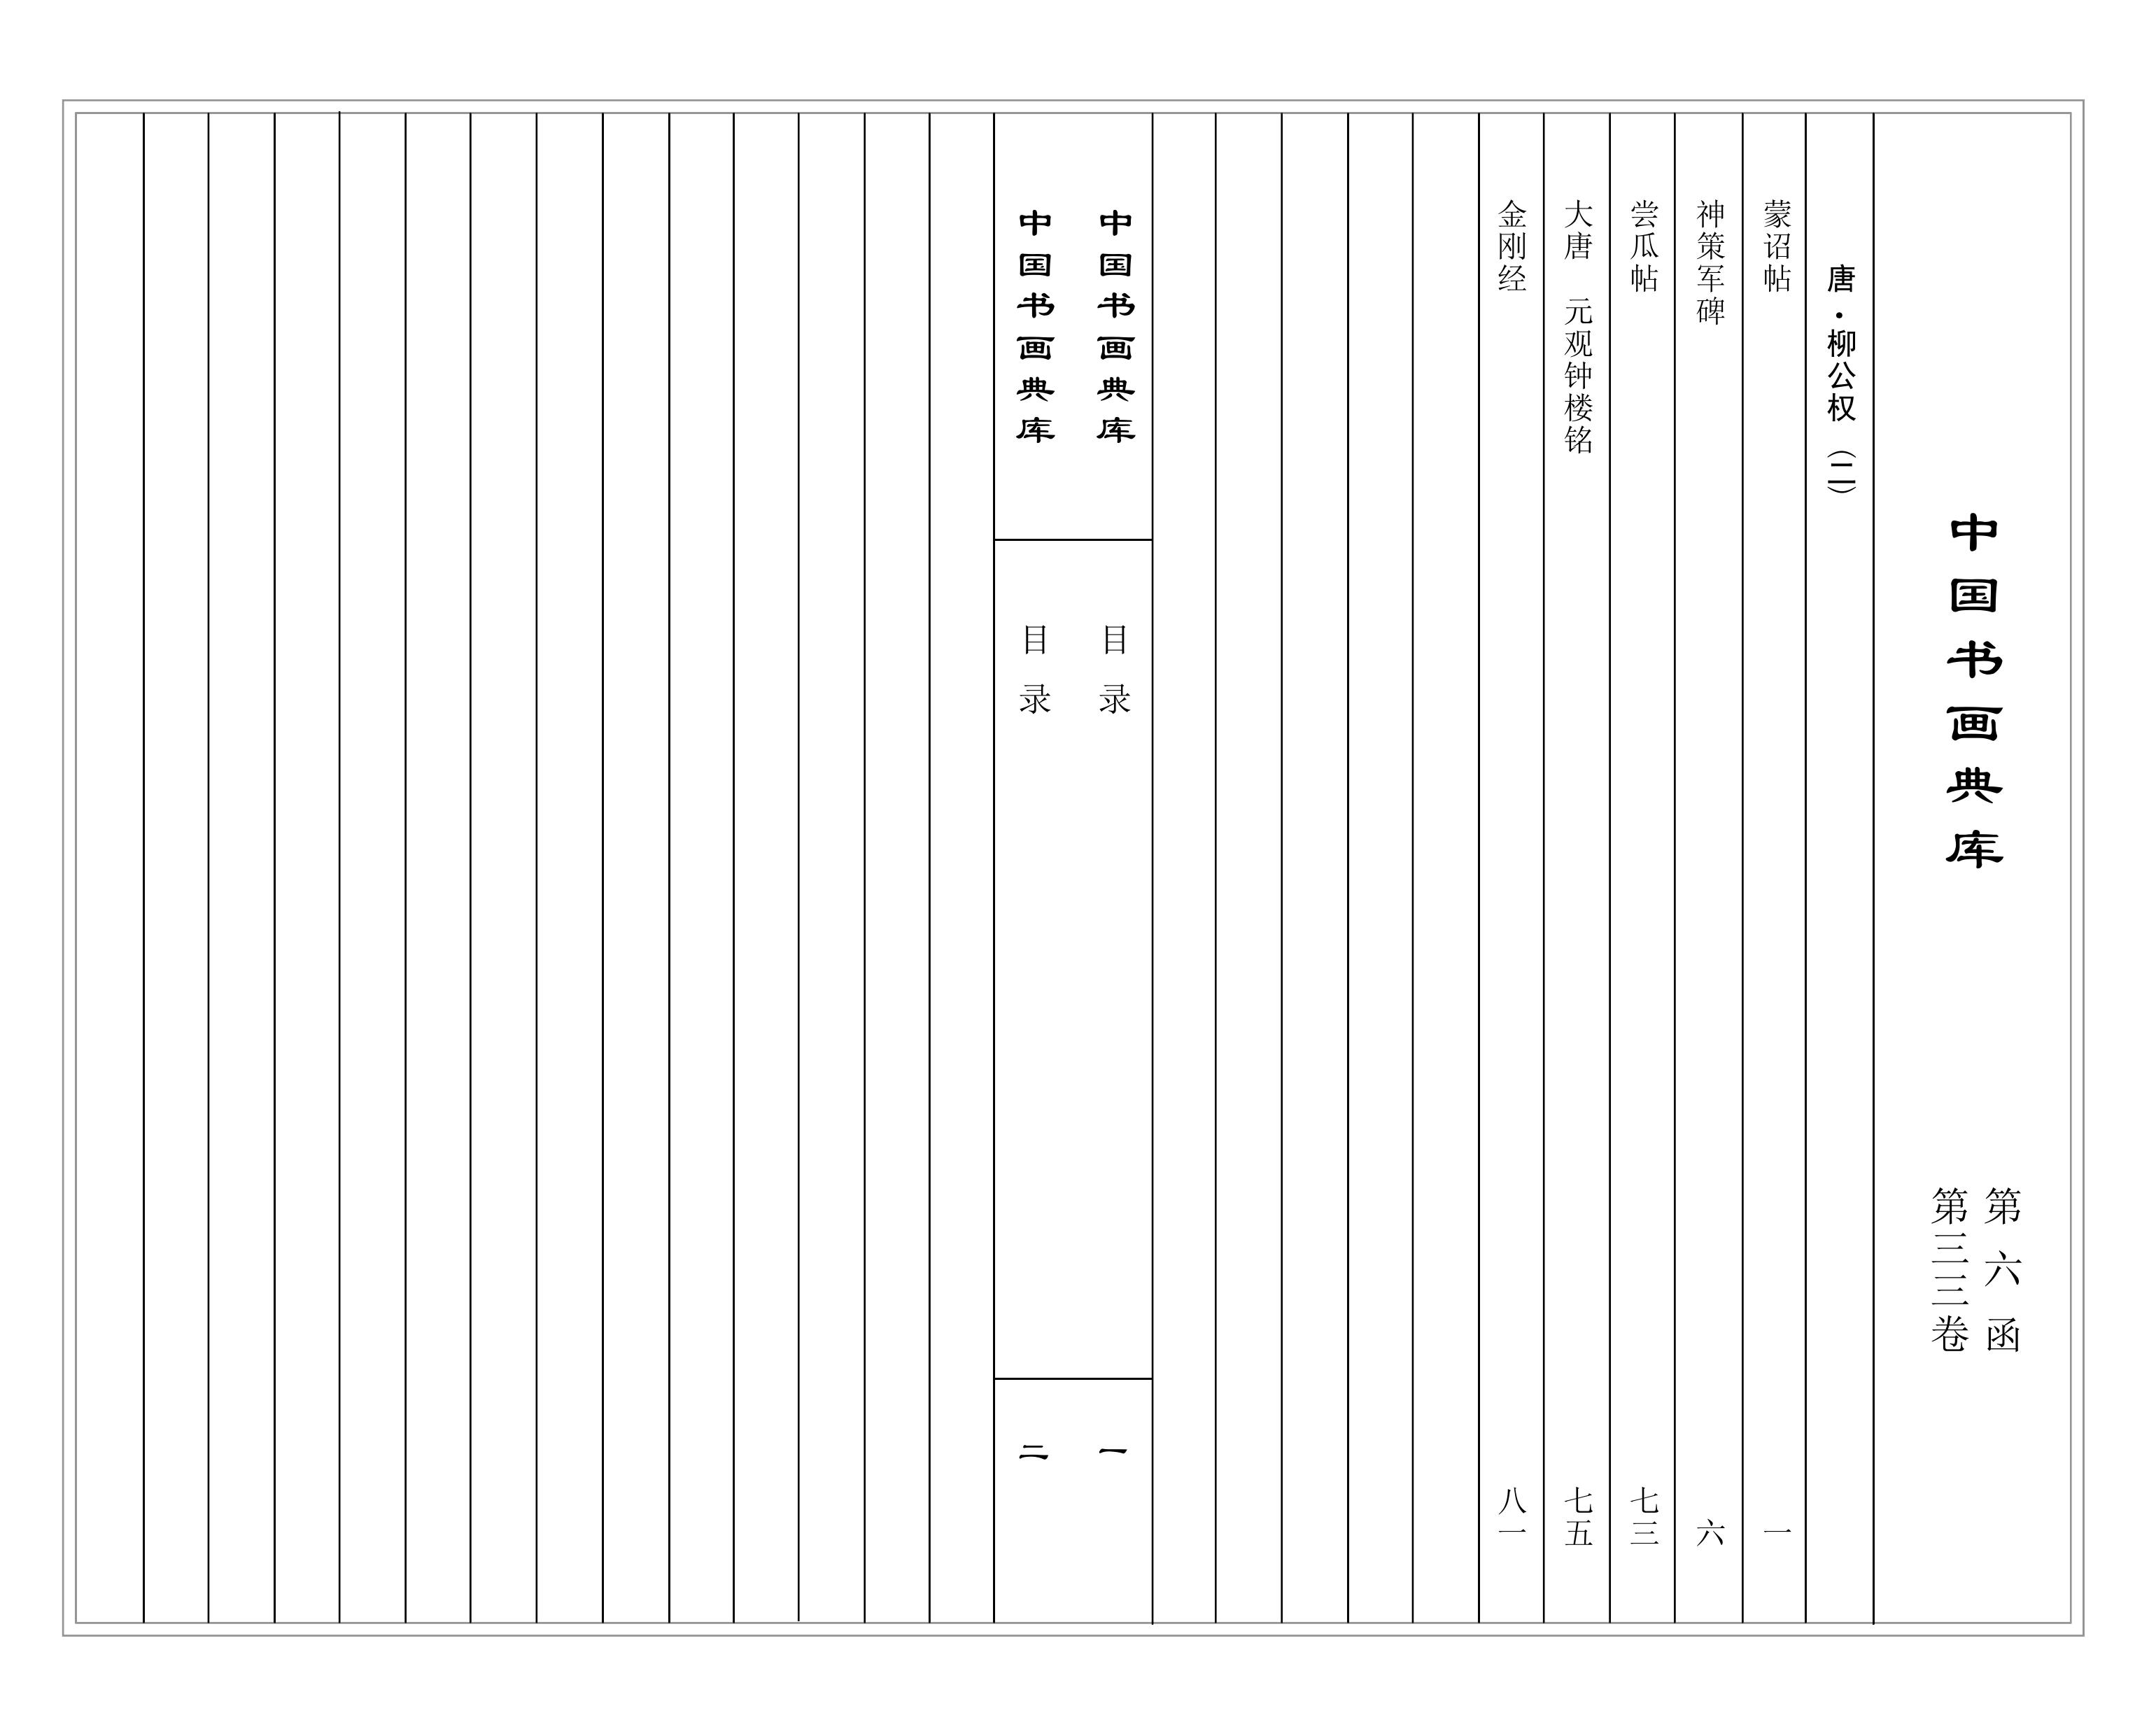 中国书画典库
第六函
第三三卷
唐·柳公权（二）
蒙诏帖 一
神策军碑 六
尝瓜帖 七三
大唐 元观钟楼铭 七五
金刚经 八一
中国书画典库 目录 一
中国书画典库 目录 二